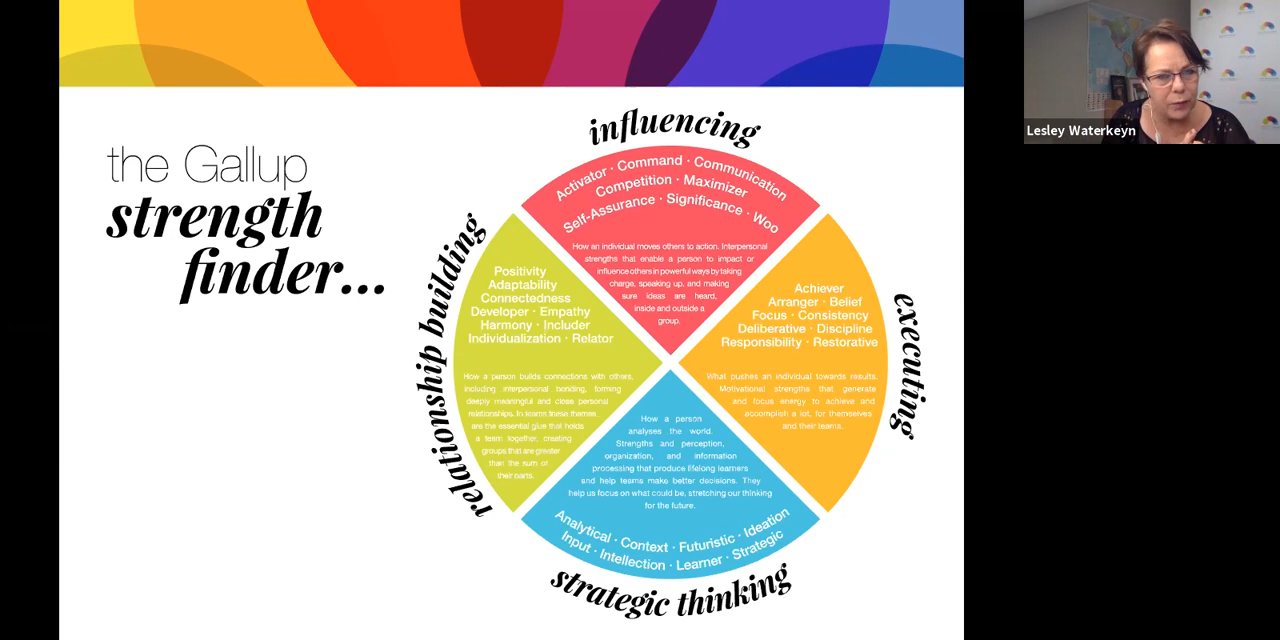 the Gallup
strength
finder...
influencing
Activator · Command · Communication
Competition · Maximizer
Self-Assurance · Significance · Woo
How an individual moves others to action. Interpersonal
strengths that enable a person to impact or
influence others in powerful ways by taking
charge, speaking up, and making
sure ideas are heard,
inside and outside a
group.
relationship building
Positivity
Adaptability
Connectedness
Developer · Empathy
Harmony · Includer
Individualization · Relator
How a person builds connections with others,
including interpersonal bonding, forming
deeply meaningful and close personal
relationships. In teams these themes
are the essential glue that holds
a team together, creating
groups that are greater
than the sum of
their parts.
executing
Achiever
Arranger · Belief
Focus · Consistency
Deliberative · Discipline
Responsibility · Restorative
What pushes an individual towards results.
Motivational strengths that generate
and focus energy to achieve and
accomplish a lot, for themselves
and their teams.
How a person
analyses the world.
Strengths and perception,
organization, and information
processing that produce lifelong learners
and help teams make better decisions. They
help us focus on what could be, stretching our thinking
for the future.
Analytical · Context · Futuristic · Ideation
Input · Intellection · Learner · Strategic
strategic thinking
Lesley Waterkeyn